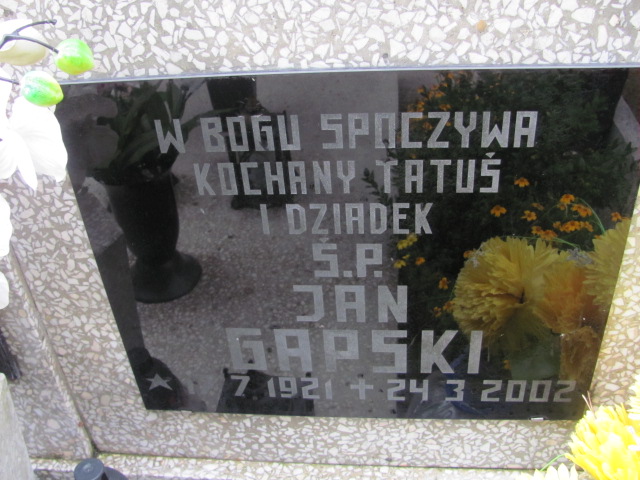 W BOGU SPOCZYWA
KOCHANY TATUŚ
I DZIADEK
Ś.P.
JAN
GAPSKI
7 1921 + 24 3 2002